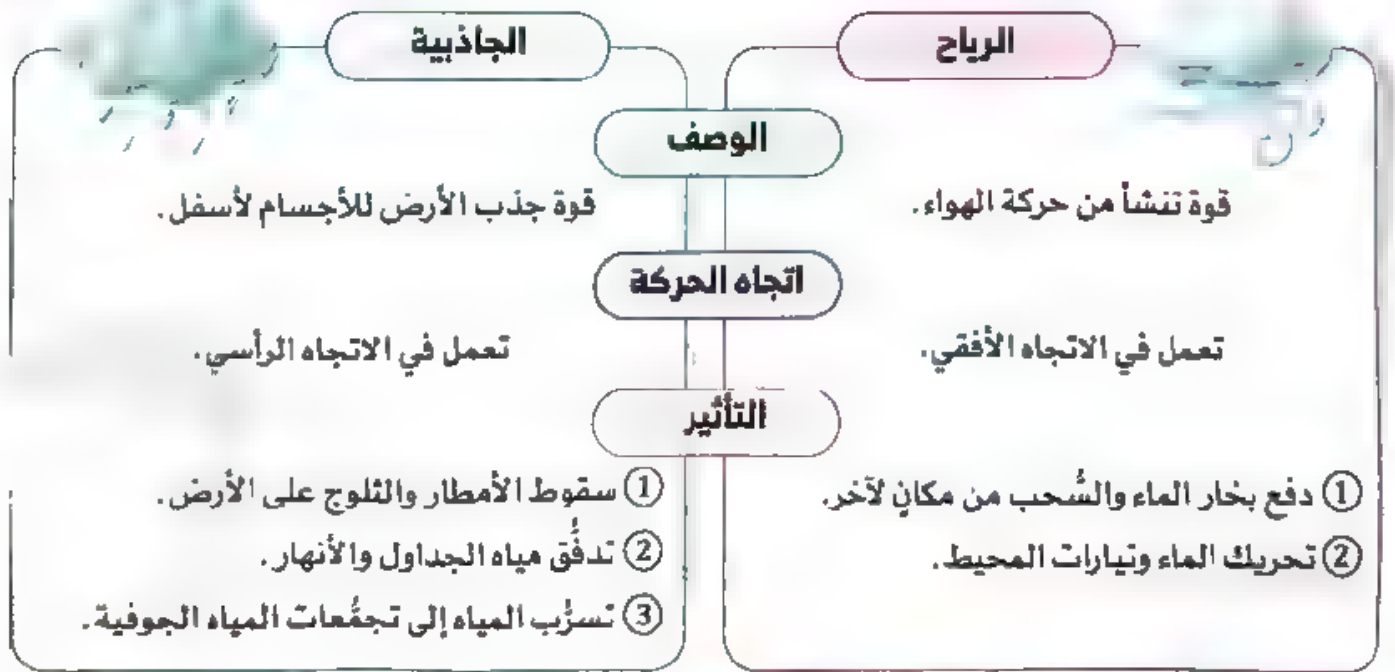 الرياح
الجاذبية
الوصف
قوة تنشأ من حركة الهواء.
قوة جذب الأرض للأجسام لأسفل.
اتجاه الحركة
تعمل في الاتجاه الأفقي.
تعمل في الاتجاه الرأسي.
التأثير
① دفع بخار الماء والسُّحب من مكانٍ لآخر.
② تحريك الماء وتيارات المحيط.
① سقوط الأمطار والثلوج على الأرض.
② تدفُّق مياه الجداول والأنهار.
③ تسرُّب المياه إلى تجمُّعات المياه الجوفية.